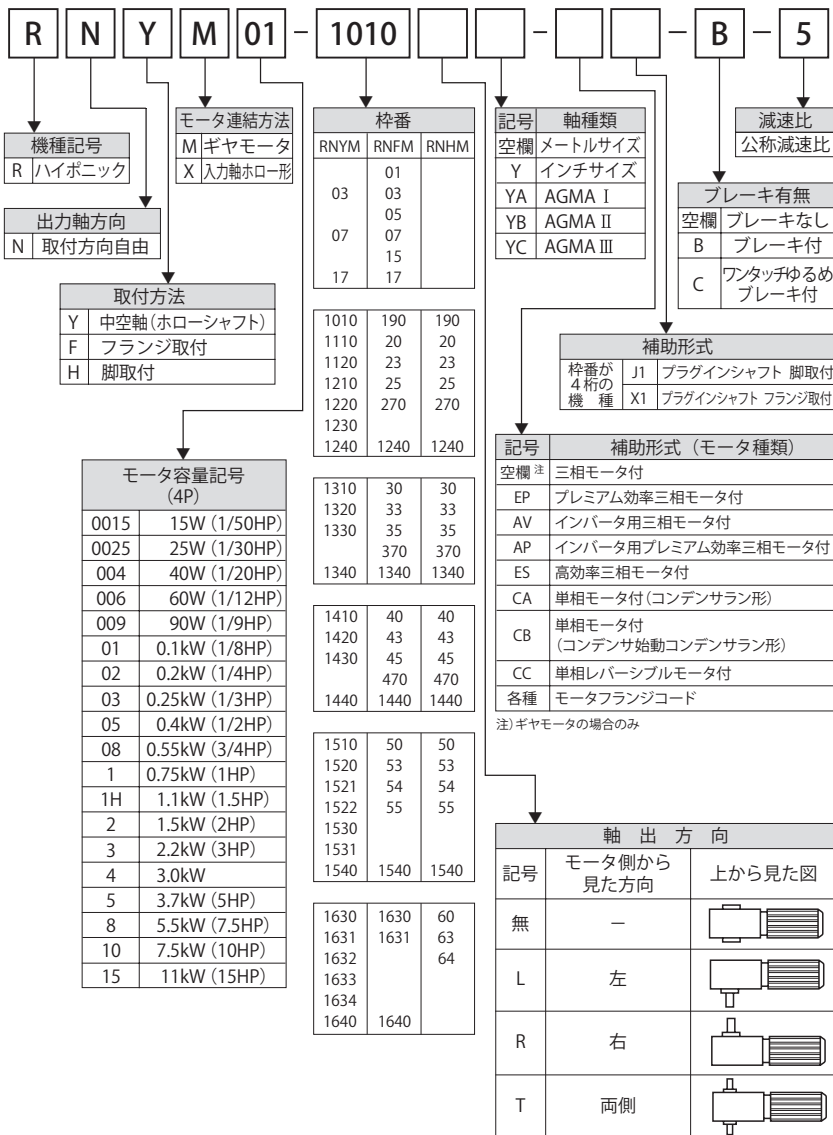 R N Y M 01 - 1010 - - B - 5
機種記号
R ハイポニック
出力軸方向
N 取付方向自由
取付方法
Y 中空軸(ホローシャフト)
F フランジ取付
H 脚取付
モータ連結方法
M ギヤモータ
X 入力軸ホロー形
モータ容量記号
(4P)
0015 15W (1/50HP)
0025 25W (1/30HP)
004 40W (1/20HP)
006 60W (1/12HP)
009 90W (1/9HP)
01 0.1kW (1/8HP)
02 0.2kW (1/4HP)
03 0.25kW (1/3HP)
05 0.4kW (1/2HP)
08 0.55kW (3/4HP)
1 0.75kW (1HP)
1H 1.1kW (1.5HP)
2 1.5kW (2HP)
3 2.2kW (3HP)
4 3.0kW
5 3.7kW (5HP)
8 5.5kW (7.5HP)
10 7.5kW (10HP)
15 11kW (15HP)
枠番
RNYM RNFM RNHM
01
03 03
05
07 07
15
17 17
1010 190 190
1110 20 20
1120 23 23
1210 25 25
1220 270 270
1230
1240 1240 1240
1310 30 30
1320 33 33
1330 35 35
370 370
1340 1340 1340
1410 40 40
1420 43 43
1430 45 45
470 470
1440 1440 1440
1510 50 50
1520 53 53
1521 54 54
1522 55 55
1530
1531
1540 1540 1540
1630 1630 60
1631 1631 63
1632 64
1633
1634
1640 1640
記号 軸種類
空欄 メートルサイズ
Y インチサイズ
YA AGMA Ⅰ
YB AGMA Ⅱ
YC AGMA Ⅲ
減速比
公称減速比
ブレーキ有無
空欄 ブレーキなし
B ブレーキ付
C ワンタッチゆるめ
ブレーキ付
補助形式
枠番が
4桁の
機 種
J1 プラグインシャフト 脚取付
X1 プラグインシャフト フランジ取付
記号 補助形式(モータ種類)
空欄 注 三相モータ付
EP プレミアム効率三相モータ付
AV インバータ用三相モータ付
AP インバータ用プレミアム効率三相モータ付
ES 高効率三相モータ付
CA 単相モータ付(コンデンサラン形)
CB 単相モータ付
(コンデンサ始動コンデンサラン形)
CC 単相レバーシブルモータ付
各種 モータフランジコード
注)ギヤモータの場合のみ
軸 出 方 向
記号 モータ側から
見た方向 上から見た図
無 −
L 左
R 右
T 両側